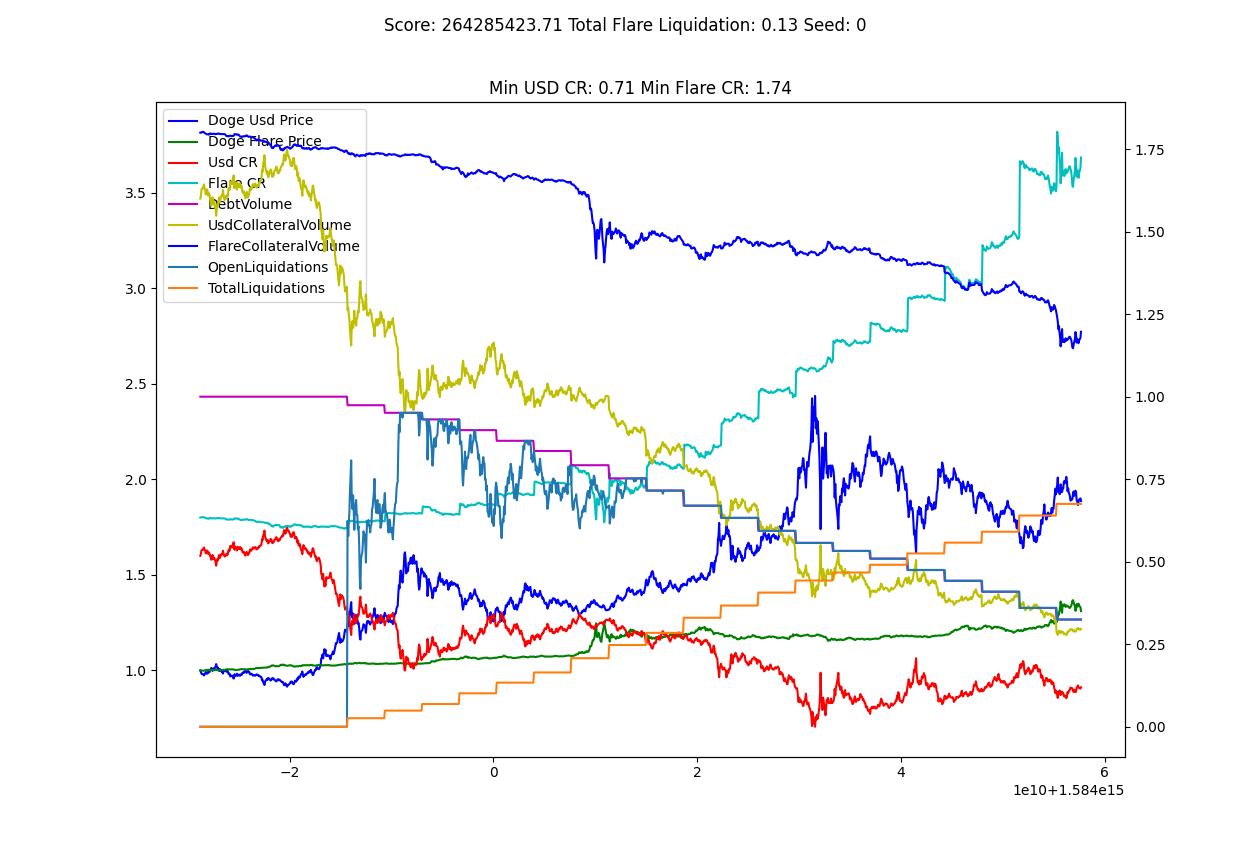 Score: 264285423.71 Total Flare Liquidation: 0.13 Seed: 0
Min USD CR: 0.71 Min Flare CR: 1.74
Doge Usd Price
Doge Flare Price
Usd CR
Flare CR
DebtVolume
UsdCollateralVolume
FlareCollateralVolume
OpenLiquidations
TotalLiquidations
3.5
3.0
2.5
2.0
1.5
1.0
1.75
1.50
1.25
1.00
0.75
0.50
0.25
0.00
−2
0
2
4
6
1e10+1.584e15